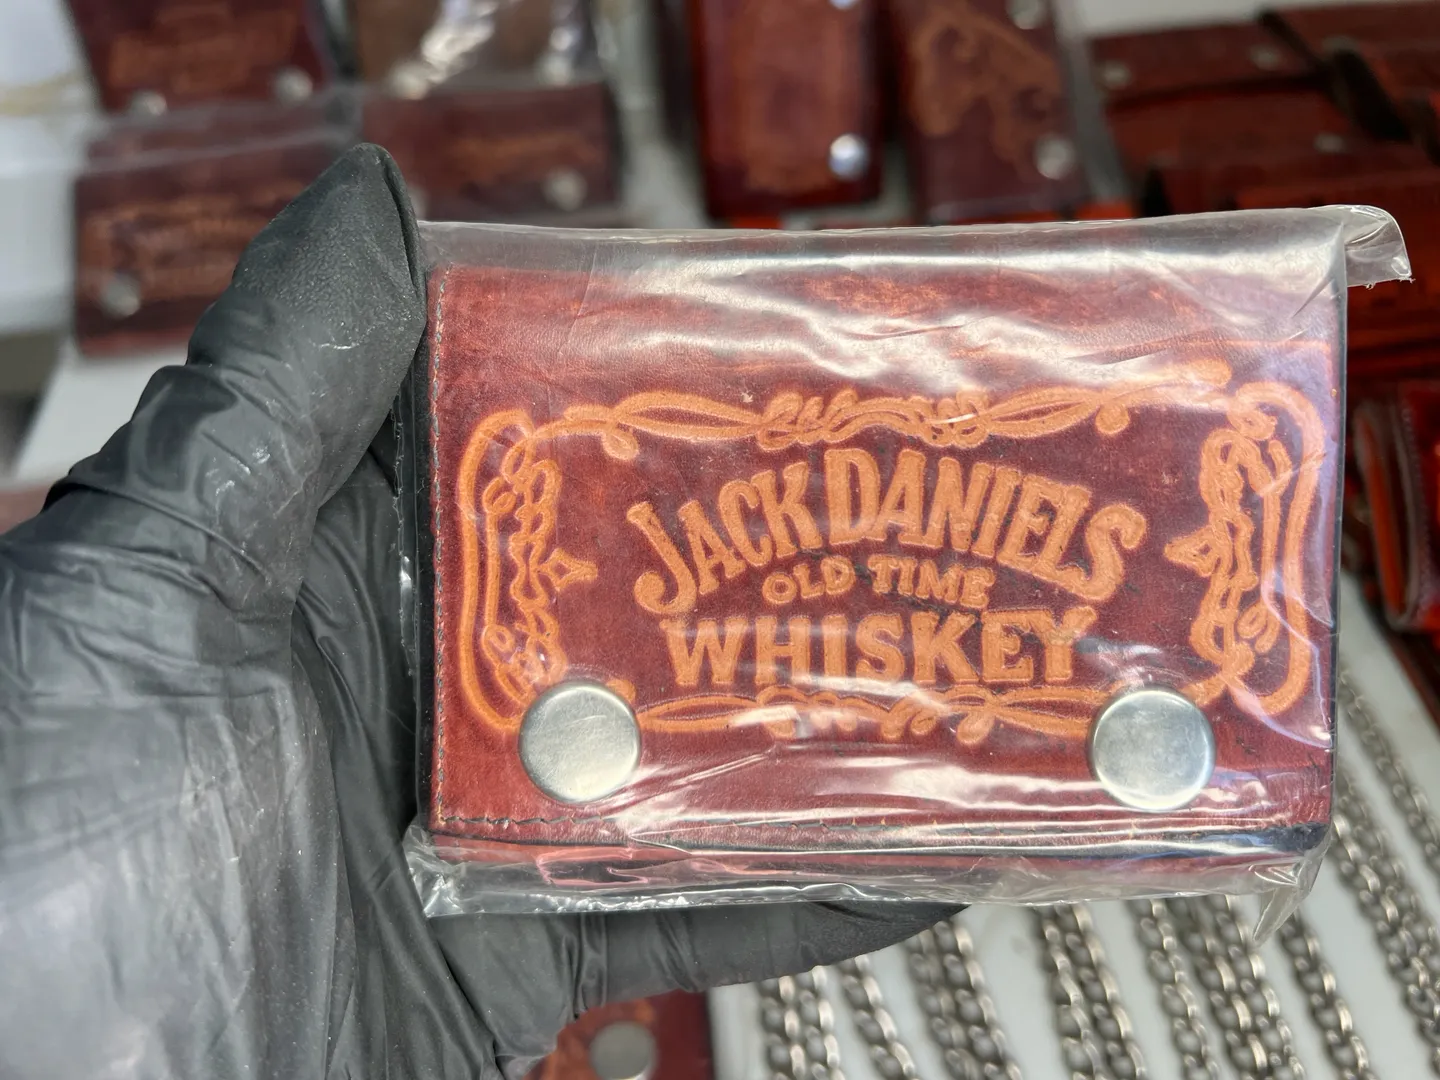 JACK DANIELS
OLD TIME
WHISKEY